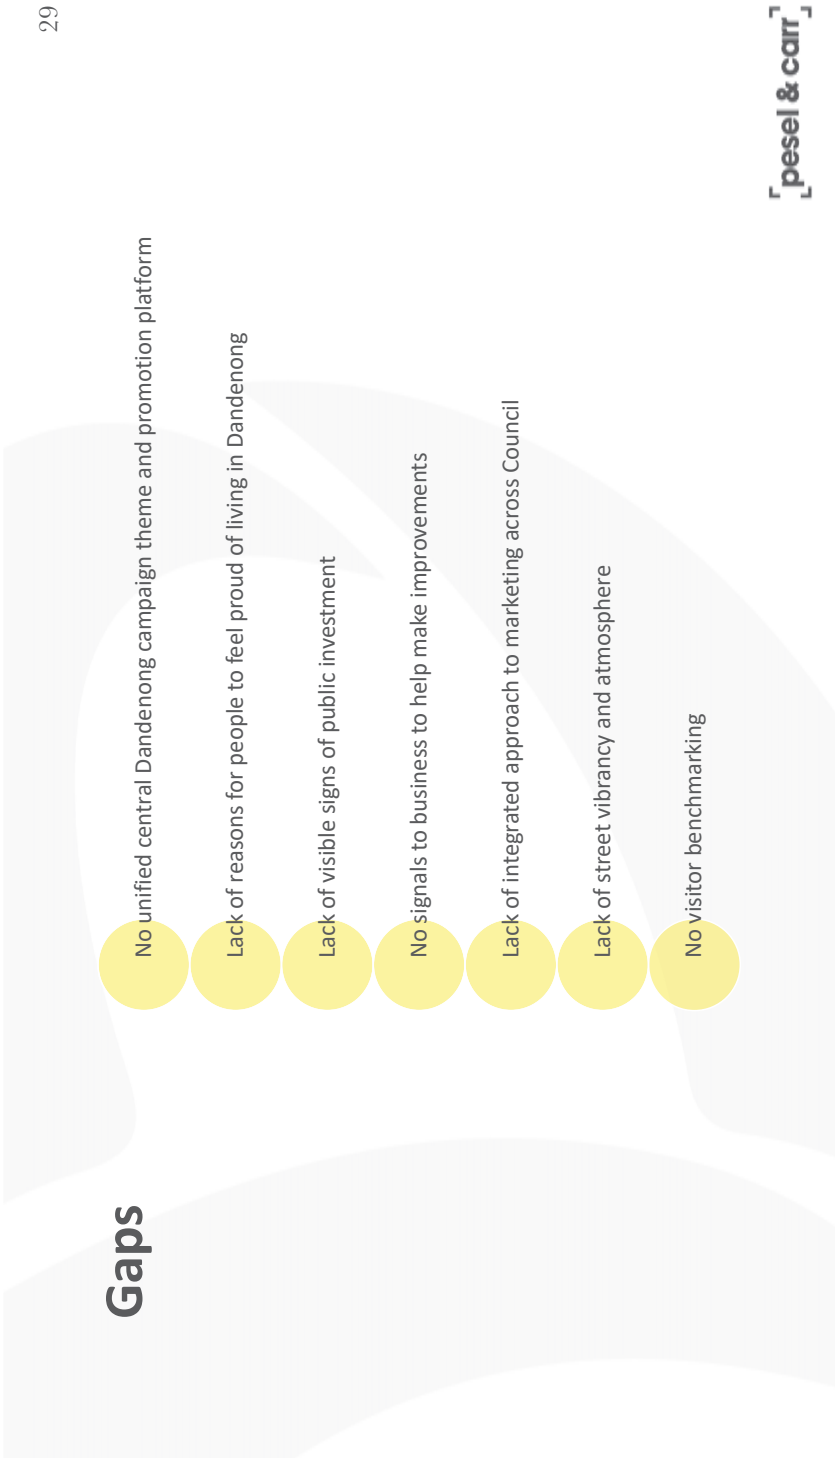 29
Gaps
No unified central Dandenong campaign theme and promotion platform
Lack of reasons for people to feel proud of living in Dandenong
Lack of visible signs of public investment
No signals to business to help make improvements
Lack of integrated approach to marketing across Council
Lack of street vibrancy and atmosphere
No visitor benchmarking
[pesel & carr]